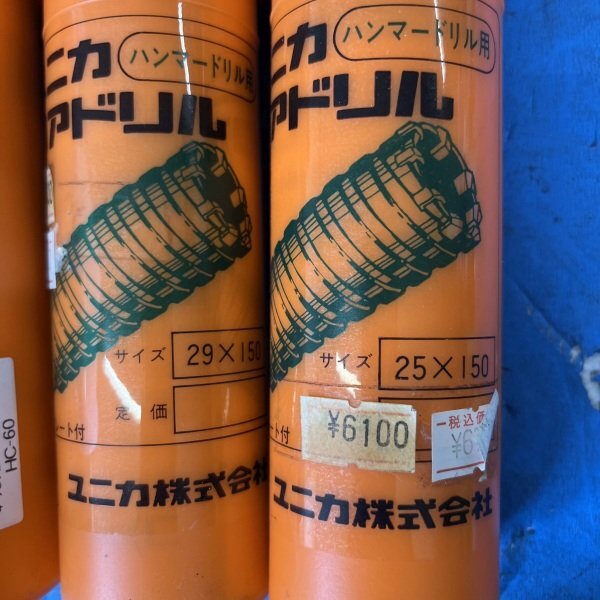 ニカ
ハンマードリル用
アドリル
サイズ 29×150
定価
ート付
ユニカ株式会社
HC-60
ニカ
ハンマードリル用
アドリル
サイズ 25×150
¥6100
税込価
ート付
ユニカ株式会社